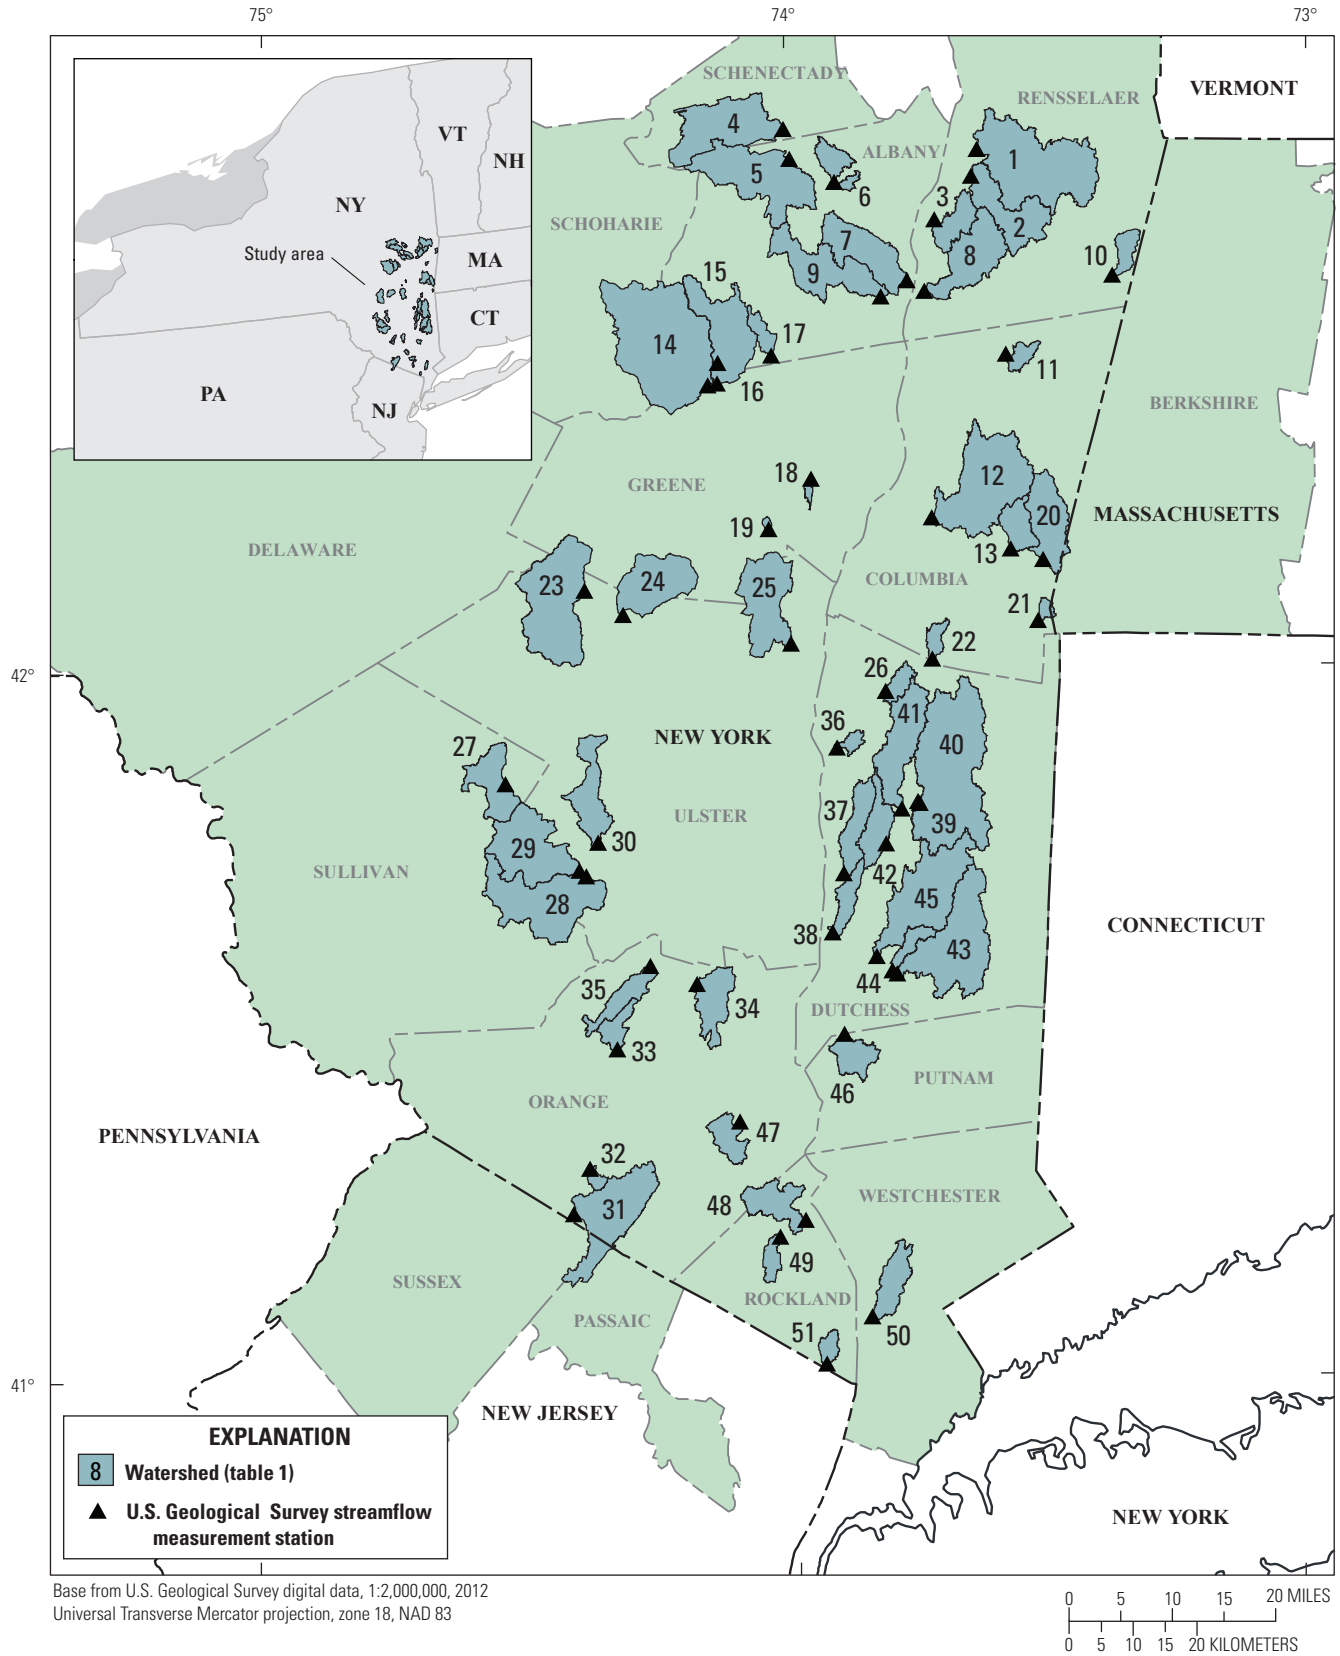 75°
74°
73°
SCHENECTADY
RENSSELAER
VERMONT
4
ALBANY
1
5
6
3
2
SCHOHARIE
7
8
10
9
15
14
17
16
11
BERKSHIRE
VT
NH
NY
Study area
MA
CT
PA
NJ
GREENE
18
12
20
MASSACHUSETTS
19
13
DELAWARE
COLUMBIA
23
24
25
21
22
42°
26
41
36
NEW YORK
40
27
ULSTER
37
39
30
29
SULLIVAN
42
28
45
CONNECTICUT
38
43
44
35
34
DUTCHESS
33
PUTNAM
46
ORANGE
47
PENNSYLVANIA
32
31
48
WESTCHESTER
49
SUSSEX
ROCKLAND
PASSAIC
51
50
41°
NEW JERSEY
EXPLANATION
8 Watershed (table 1)
U.S. Geological Survey streamflow
measurement station
NEW YORK
Base from U.S. Geological Survey digital data, 1:2,000,000, 2012
Universal Transverse Mercator projection, zone 18, NAD 83
0 5 10 15 20 MILES
0 5 10 15 20 KILOMETERS